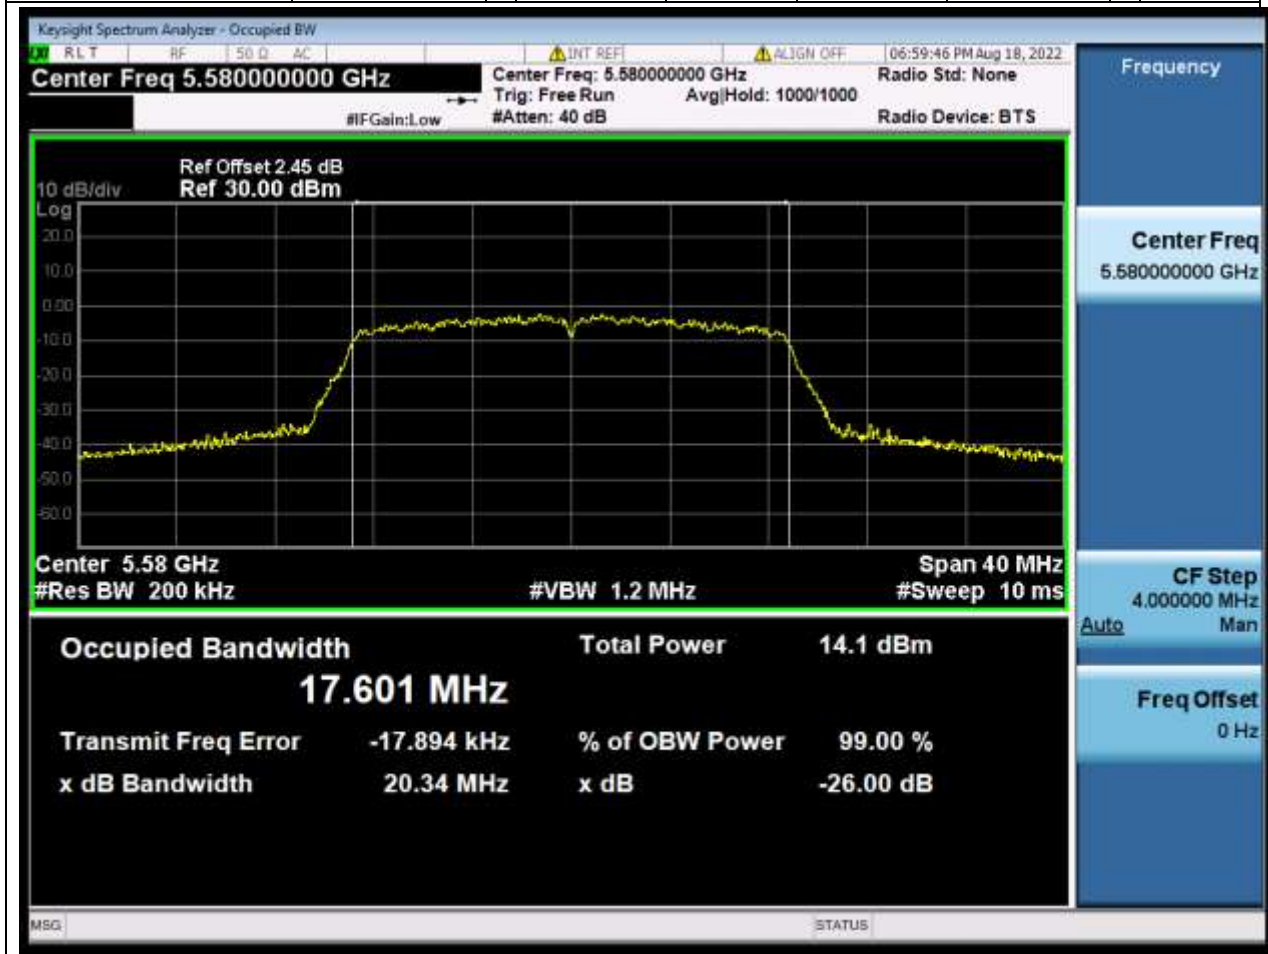 Keysight Spectrum Analyzer - Occupied BW
LXI RLT RF 50 Ω AC INT REF ALIGN OFF 06:59:46 PM Aug 18, 2022
Center Freq 5.580000000 GHz
Center Freq: 5.580000000 GHz
Radio Std: None
Trig: Free Run Avg|Hold: 1000/1000
#IFGain:Low
#Atten: 40 dB
Radio Device: BTS
Ref Offset 2.45 dB
10 dB/div Ref 30.00 dBm
Log
20.0
10.0
0.00
-10.0
-20.0
-30.0
-40.0
-50.0
-60.0
Center 5.58 GHz Span 40 MHz
#Res BW 200 kHz #VBW 1.2 MHz #Sweep 10 ms
Occupied Bandwidth Total Power 14.1 dBm
17.601 MHz
Transmit Freq Error -17.894 kHz % of OBW Power 99.00 %
x dB Bandwidth 20.34 MHz x dB -26.00 dB
MSG STATUS
Frequency
Center Freq
5.580000000 GHz
CF Step
4.000000 MHz
Auto Man
Freq Offset
0 Hz